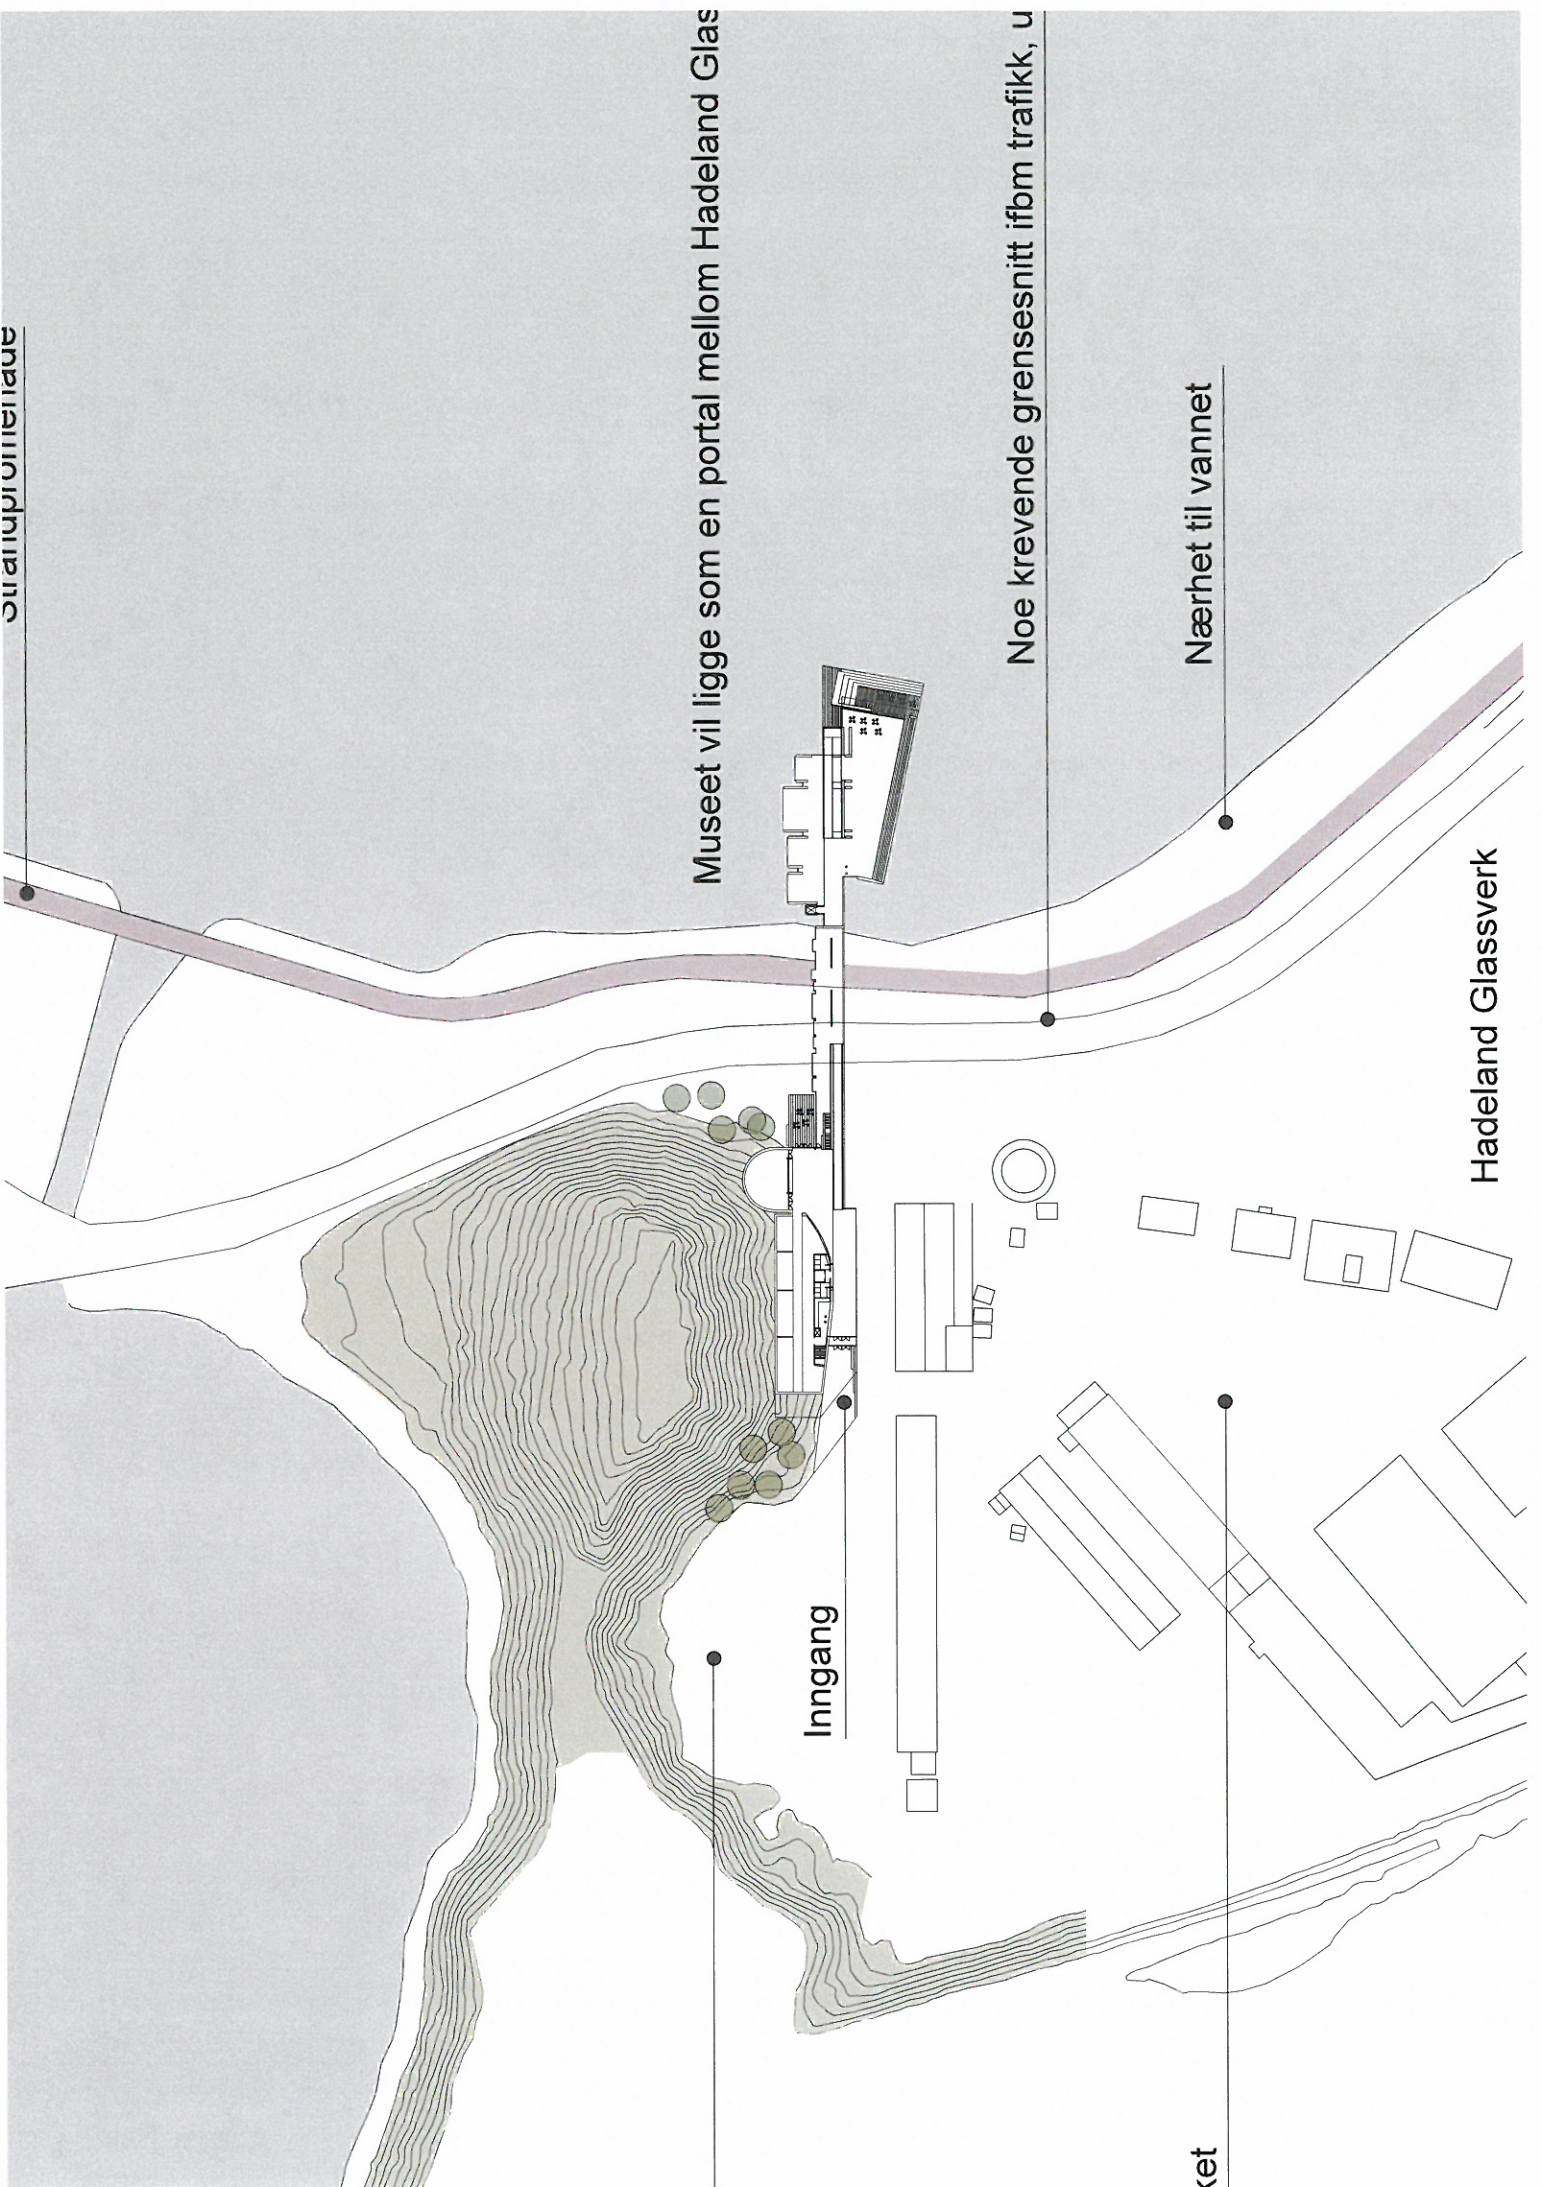 Strandpromenade
Museet vil ligge som en portal mellom Hadeland Glas
Noe krevende grensesnitt ifbm trafikk, u
Nærhet til vannet
Inngang
Hadeland Glassverk
ket